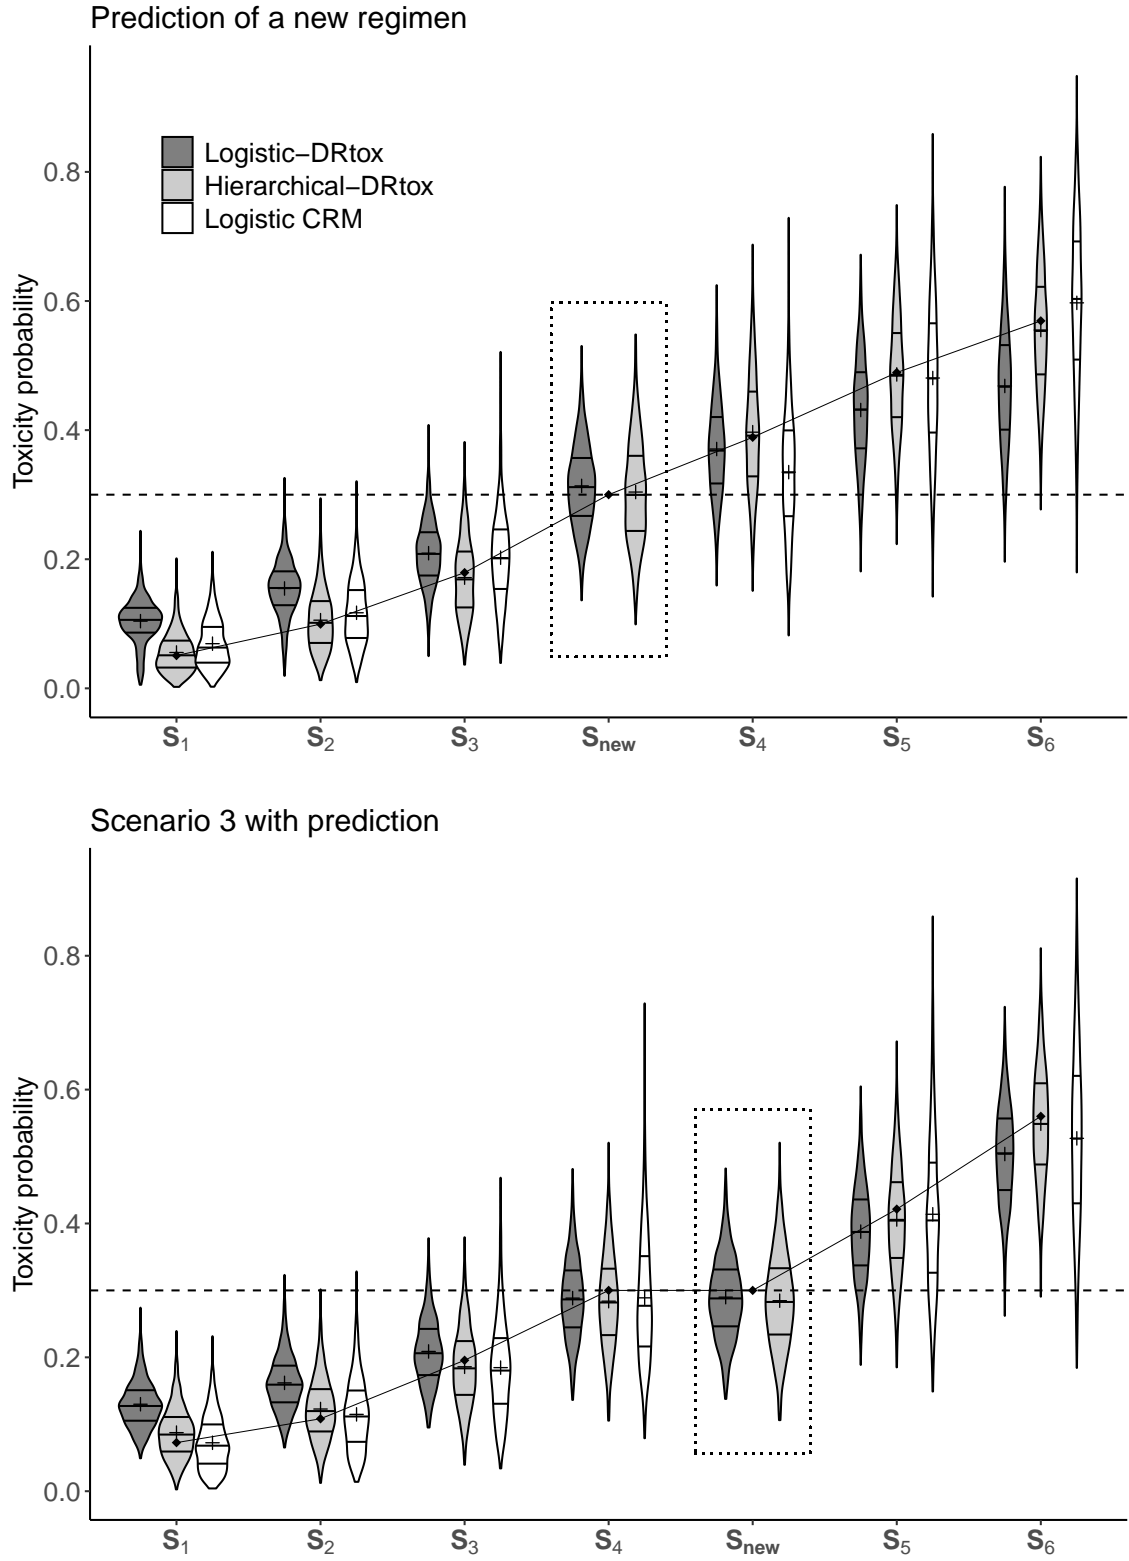 Prediction of a new regimen
Logistic−DRtox
Hierarchical−DRtox
Logistic CRM
Toxicity probability
0.8
0.6
0.4
0.2
0.0
S1 S2 S3 Snew S4 S5 S6
Scenario 3 with prediction
Toxicity probability
0.8
0.6
0.4
0.2
0.0
S1 S2 S3 S4 Snew S5 S6